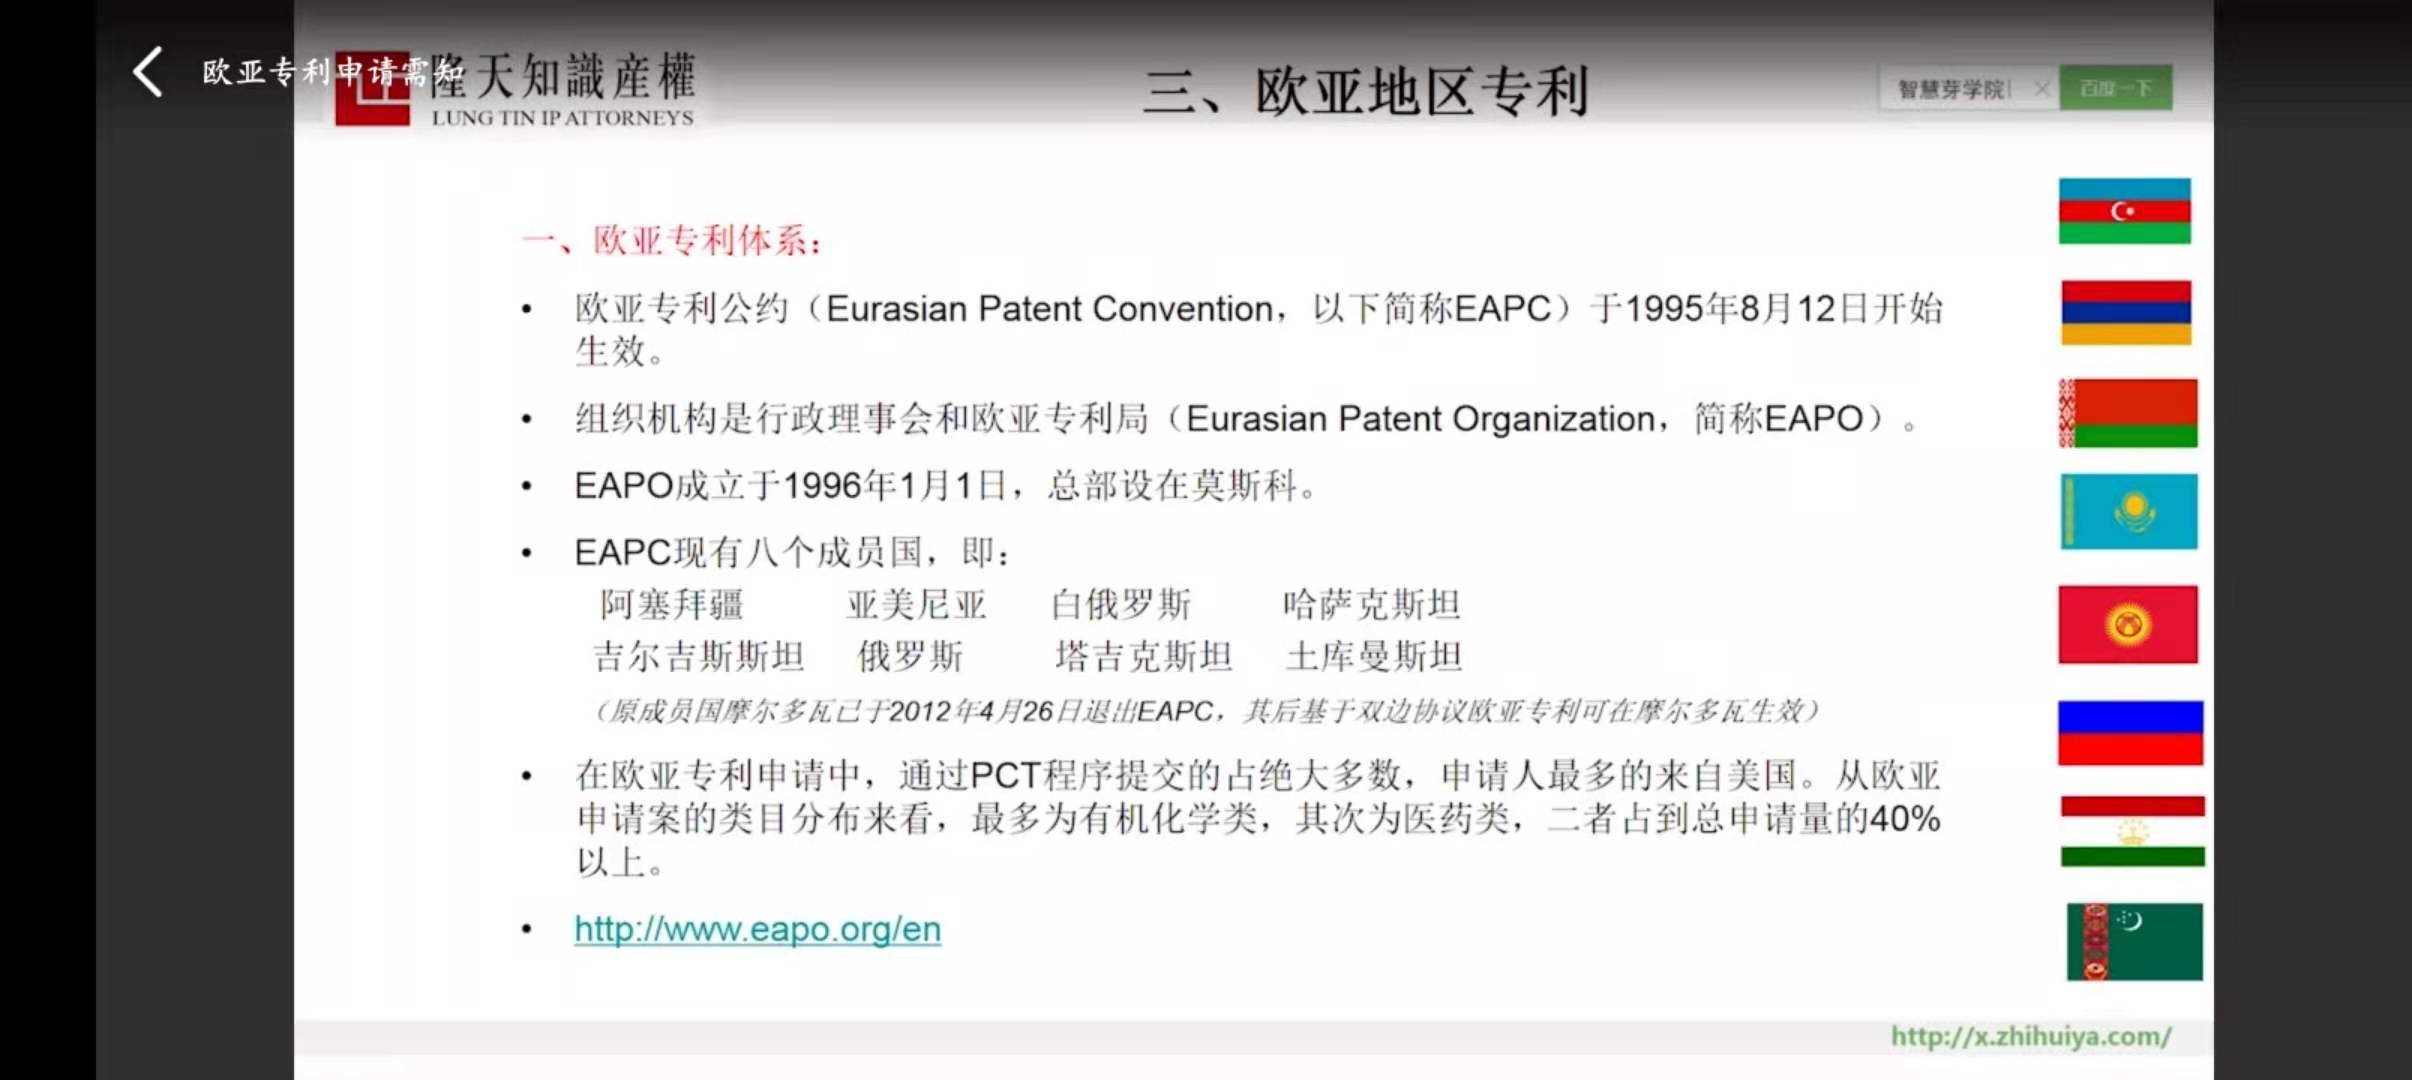 欧亚专利申请需知
隆天知識産權
LUNG TIN IP ATTORNEYS
三、欧亚地区专利
智慧芽学院
百度一下
一、欧亚专利体系：
• 欧亚专利公约（Eurasian Patent Convention，以下简称EAPC）于1995年8月12日开始
生效。
• 组织机构是行政理事会和欧亚专利局（Eurasian Patent Organization，简称EAPO）。
• EAPO成立于1996年1月1日，总部设在莫斯科。
• EAPC现有八个成员国，即：
阿塞拜疆 亚美尼亚 白俄罗斯 哈萨克斯坦
吉尔吉斯斯坦 俄罗斯 塔吉克斯坦 土库曼斯坦
（原成员国摩尔多瓦已于2012年4月26日退出EAPC，其后基于双边协议欧亚专利可在摩尔多瓦生效）
• 在欧亚专利申请中，通过PCT程序提交的占绝大多数，申请人最多的来自美国。从欧亚
申请案的类目分布来看，最多为有机化学类，其次为医药类，二者占到总申请量的40%
以上。
• http://www.eapo.org/en
http://x.zhihuiya.com/